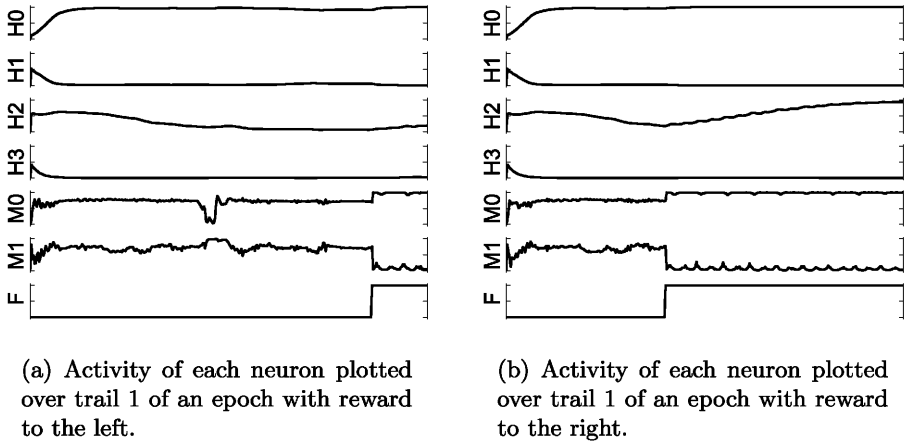 H0
H1
H2
H3
M0
M1
F
(a) Activity of each neuron plotted
over trail 1 of an epoch with reward
to the left.
H0
H1
H2
H3
M0
M1
F
(b) Activity of each neuron plotted
over trail 1 of an epoch with reward
to the right.